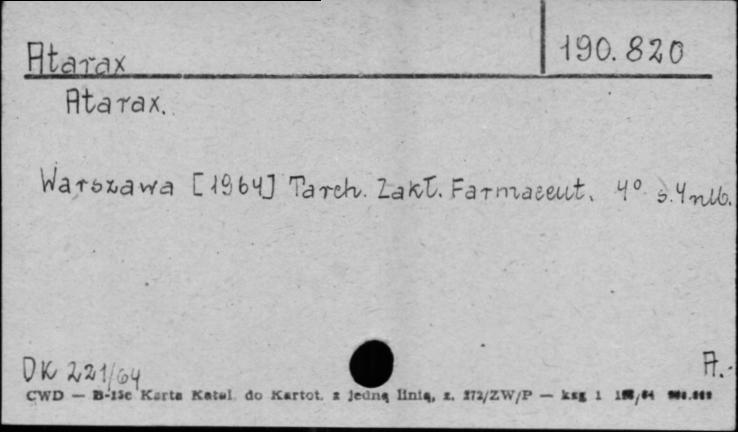 190.820
Atarax
Atarax.
Warszawa [1964] Tarch. Zakł. Farmaceut. 4° s. 4 nlb.
DK 221/64
A.-
CWD — B-13c Karta Katal. do Kartot. z jedną linią, z. 272/ZW/P — ksg 1